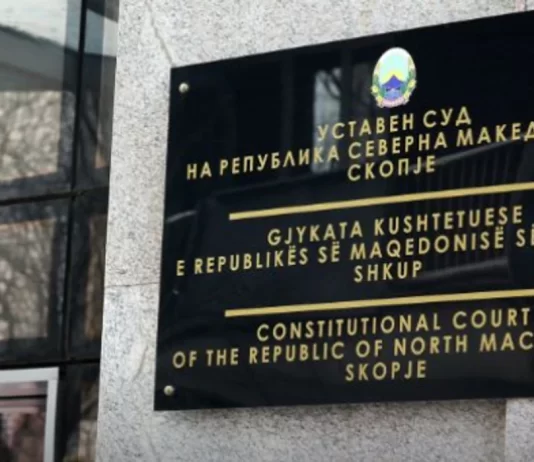 УСТАВЕН СУД
НА РЕПУБЛИКА СЕВЕРНА МАКЕД
СКОПЈЕ
GJYKATA KUSHTETUESE
E REPUBLIKËS SË MAQEDONISË SË
SHKUP
CONSTITUTIONAL COURT
OF THE REPUBLIC OF NORTH MAC
SKOPJE